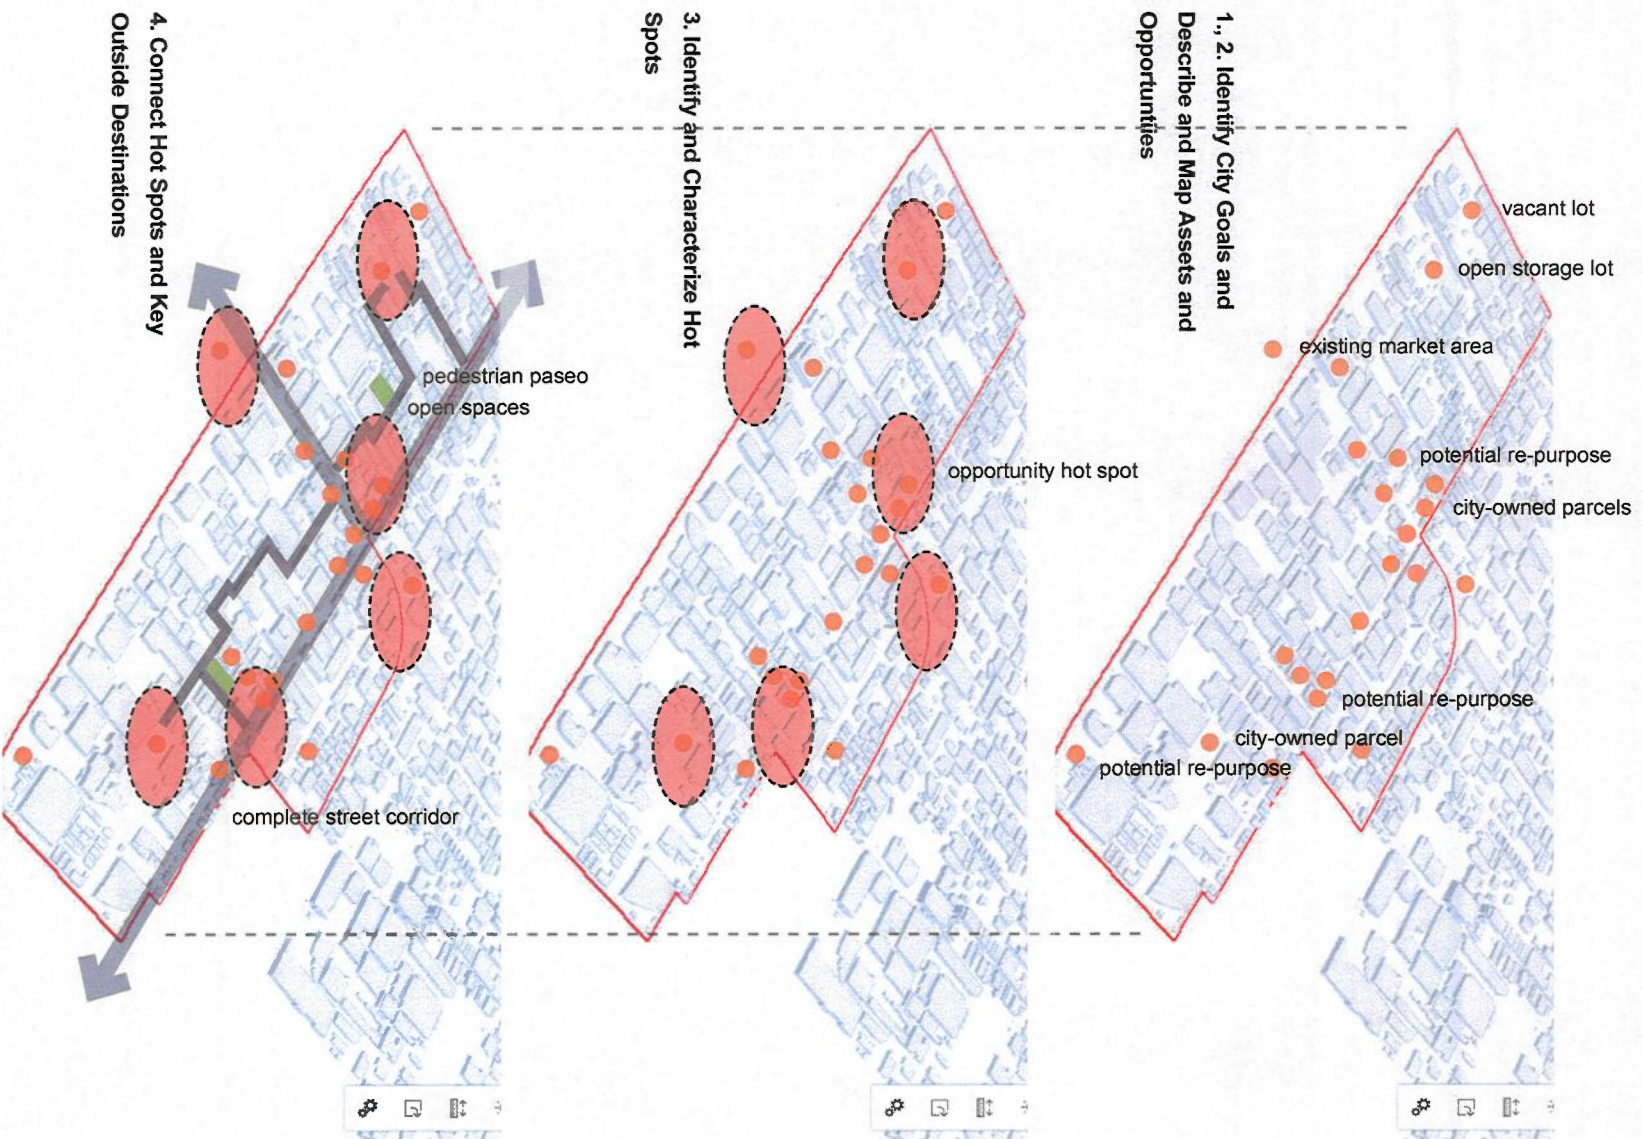 1., 2. Identify City Goals and
Describe and Map Assets and
Opportunities
vacant lot
open storage lot
existing market area
potential re-purpose
city-owned parcels
potential re-purpose
city-owned parcel
potential re-purpose
3. Identify and Characterize Hot
Spots
opportunity hot spot
4. Connect Hot Spots and Key
Outside Destinations
pedestrian paseo
open spaces
complete street corridor